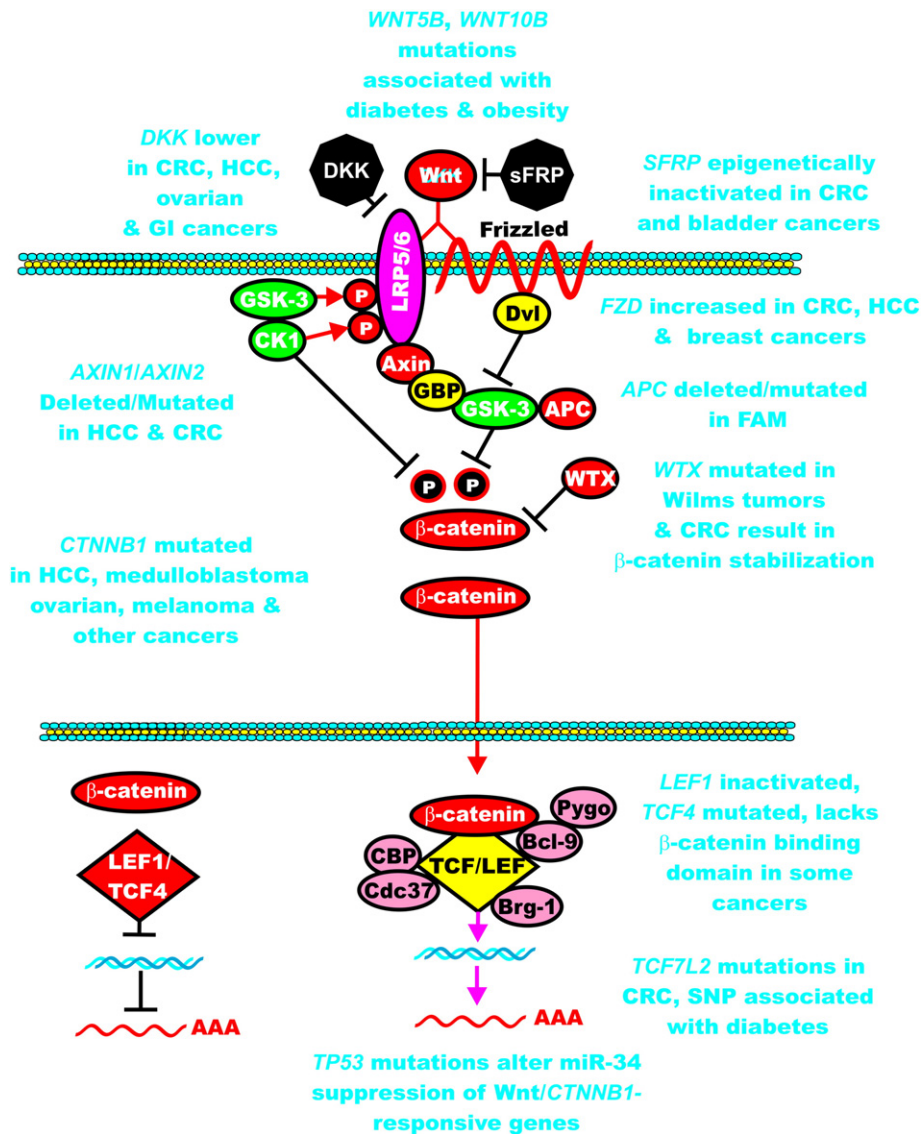 WNT5B, WNT10B
mutations
associated with
diabetes & obesity
DKK lower
in CRC, HCC,
ovarian
& GI cancers
DKK
Wnt
sFRP
SFRP epigenetically
inactivated in CRC
and bladder cancers
Frizzled
LRP5/6
GSK-3
P
CK1
P
Dvl
FZD increased in CRC, HCC
& breast cancers
Axin
GBP
GSK-3
APC
AXIN1/AXIN2
Deleted/Mutated
in HCC & CRC
APC deleted/mutated
in FAM
P
P
WTX
β-catenin
WTX mutated in
Wilms tumors
& CRC result in
β-catenin stabilization
CTNNB1 mutated
in HCC, medulloblastoma
ovarian, melanoma &
other cancers
β-catenin
β-catenin
LEF1/
TCF4
AAA
β-catenin
Pygo
Bcl-9
CBP
TCF/LEF
Cdc37
Brg-1
AAA
LEF1 inactivated,
TCF4 mutated, lacks
β-catenin binding
domain in some
cancers
TCF7L2 mutations in
CRC, SNP associated
with diabetes
TP53 mutations alter miR-34
suppression of Wnt/CTNNB1-
responsive genes